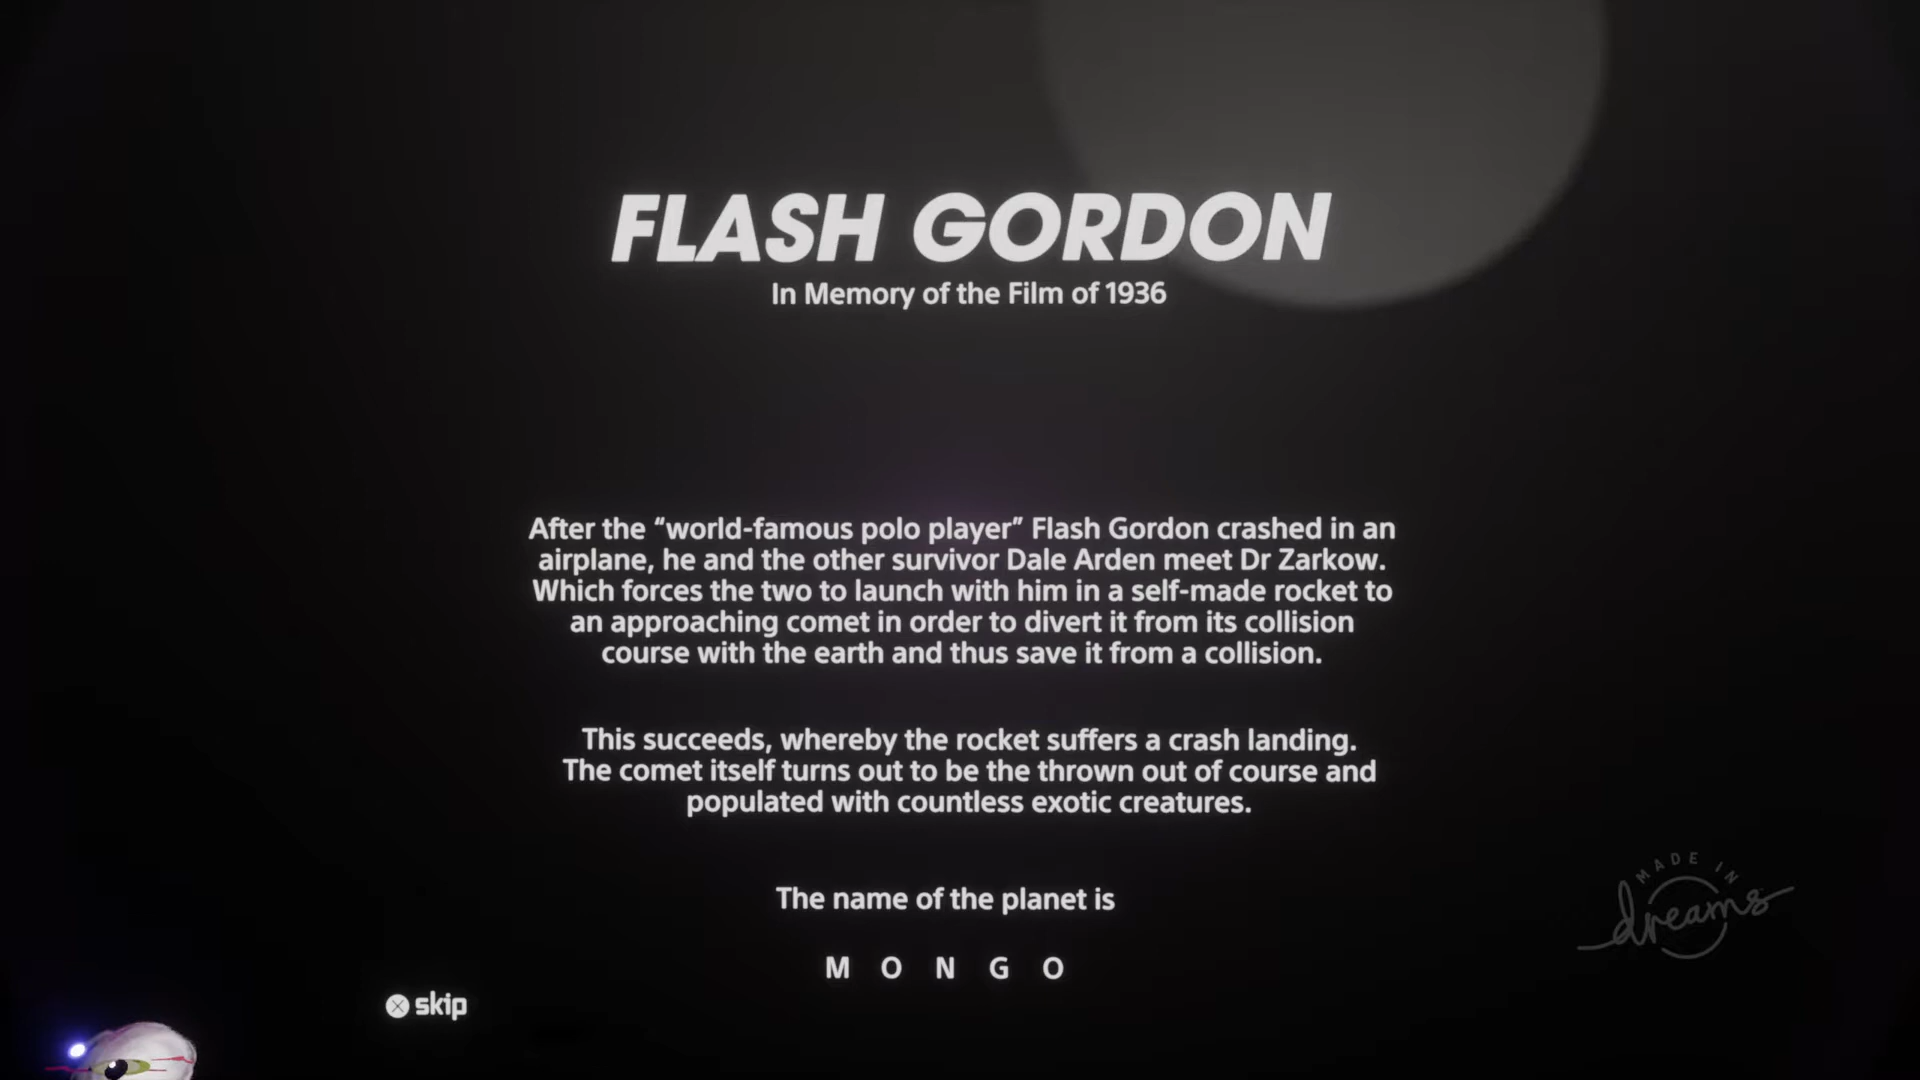 FLASH GORDON
In Memory of the Film of 1936
After the “world-famous polo player” Flash Gordon crashed in an
airplane, he and the other survivor Dale Arden meet Dr Zarkow.
Which forces the two to launch with him in a self-made rocket to
an approaching comet in order to divert it from its collision
course with the earth and thus save it from a collision.
This succeeds, whereby the rocket suffers a crash landing.
The comet itself turns out to be the thrown out of course and
populated with countless exotic creatures.
The name of the planet is
M O N G O
MADE IN
dreams
skip